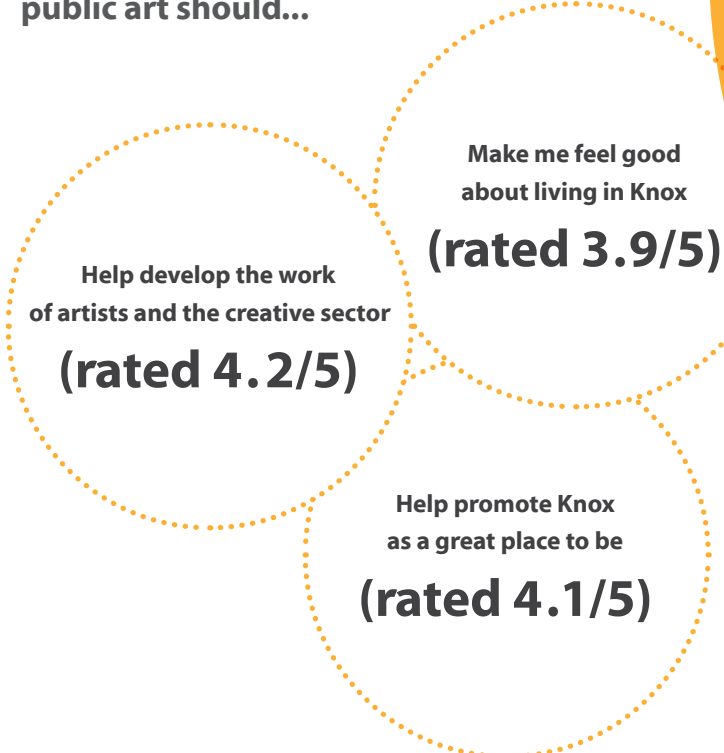 public art should...
Make me feel good
about living in Knox
(rated 3.9/5)
Help develop the work
of artists and the creative sector
(rated 4.2/5)
Help promote Knox
as a great place to be
(rated 4.1/5)